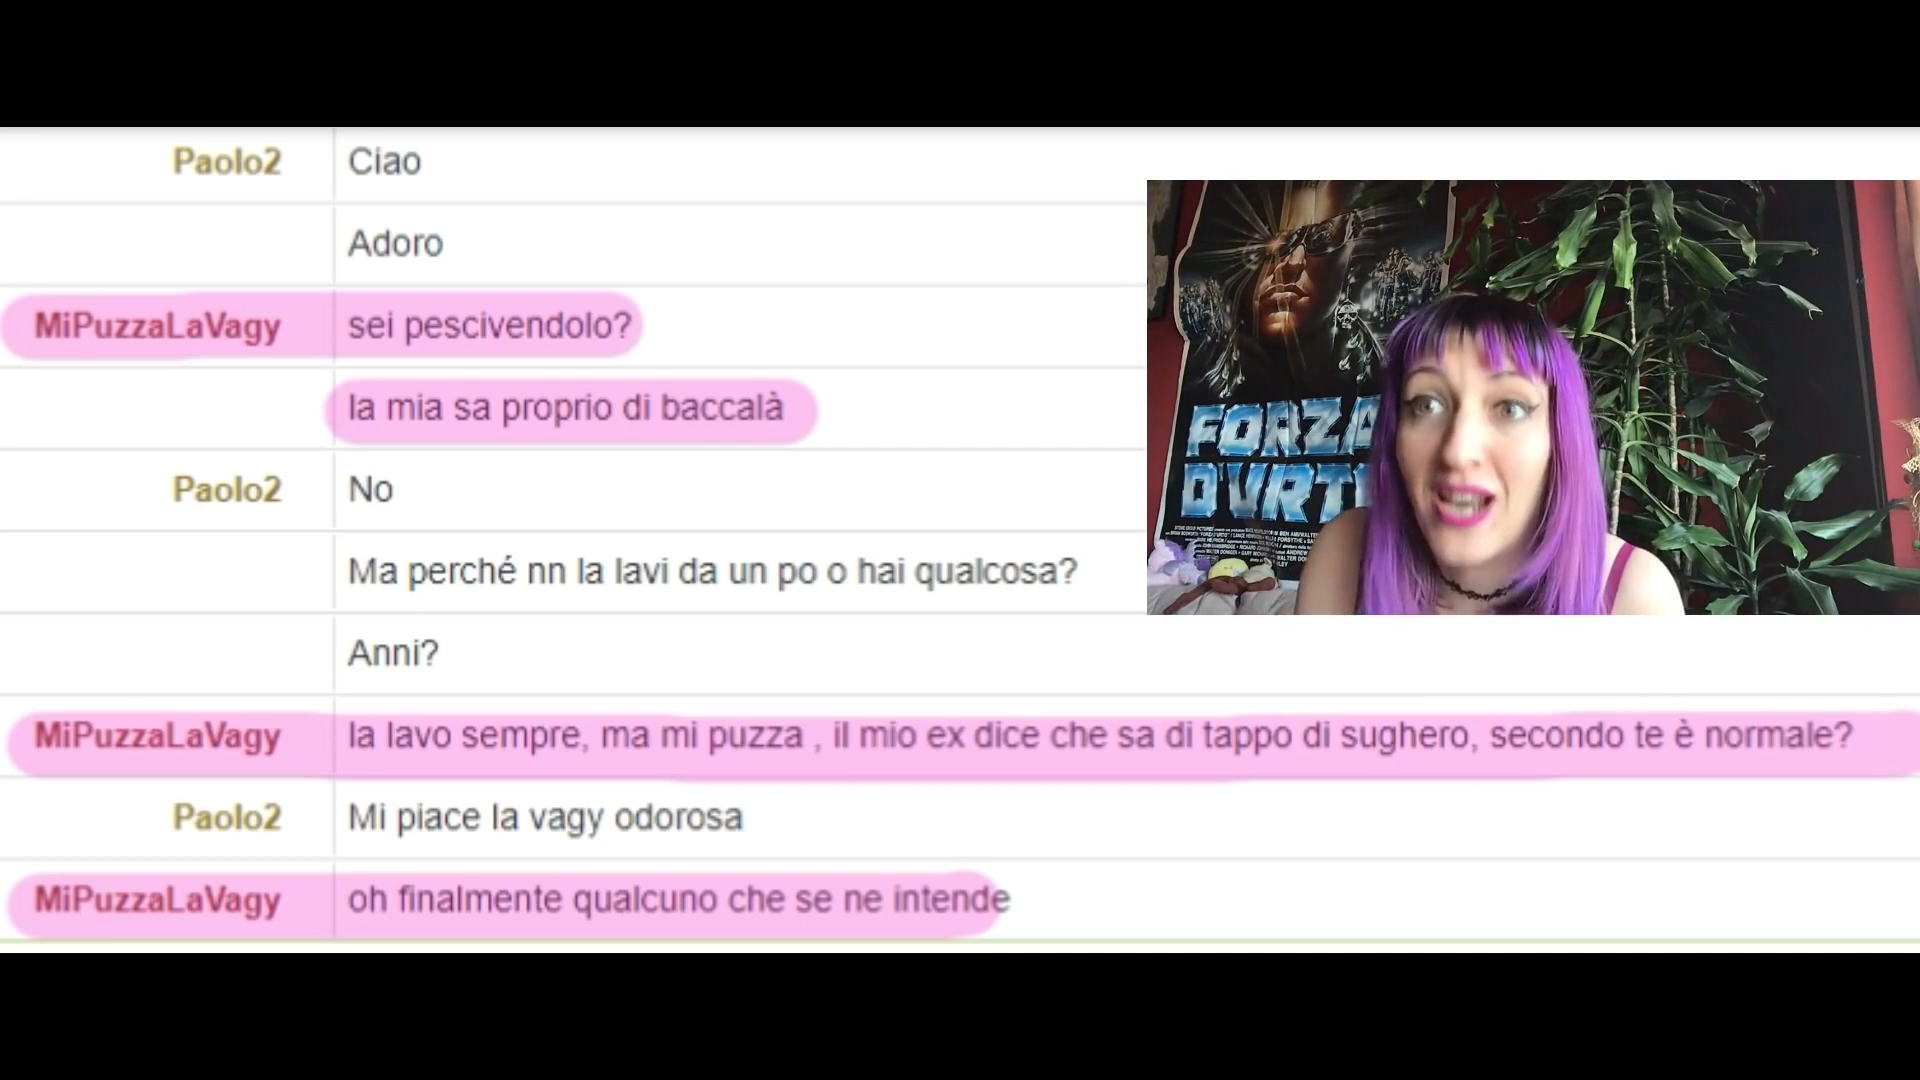 Paolo2 Ciao
Adoro
MiPuzzaLaVagy sei pescivendolo?
la mia sa proprio di baccalà
Paolo2 No
Ma perché nn la lavi da un po o hai qualcosa?
Anni?
MiPuzzaLaVagy la lavo sempre, ma mi puzza , il mio ex dice che sa di tappo di sughero, secondo te è normale?
Paolo2 Mi piace la vagy odorosa
MiPuzzaLaVagy oh finalmente qualcuno che se ne intende
FORZA
D'URT